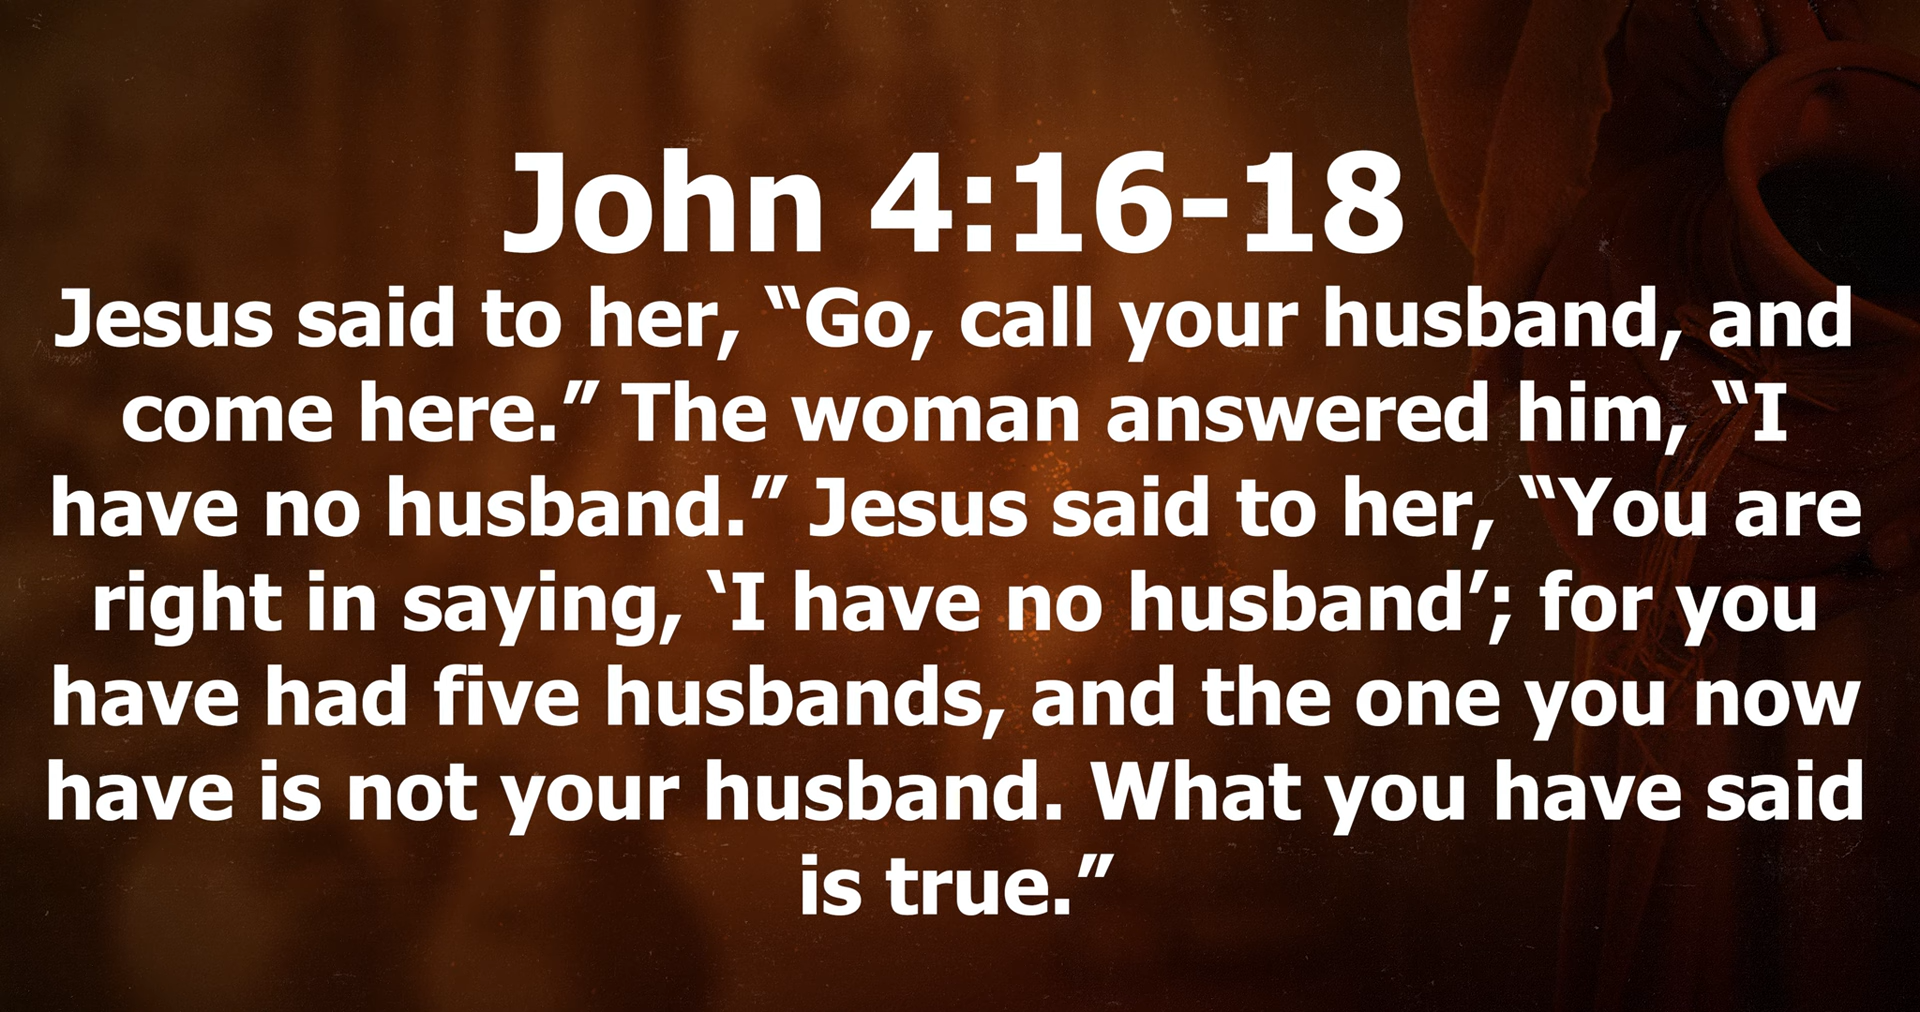 John 4:16-18
Jesus said to her, “Go, call your husband, and
come here.” The woman answered him, “I
have no husband.” Jesus said to her, “You are
right in saying, ‘I have no husband’; for you
have had five husbands, and the one you now
have is not your husband. What you have said
is true.”